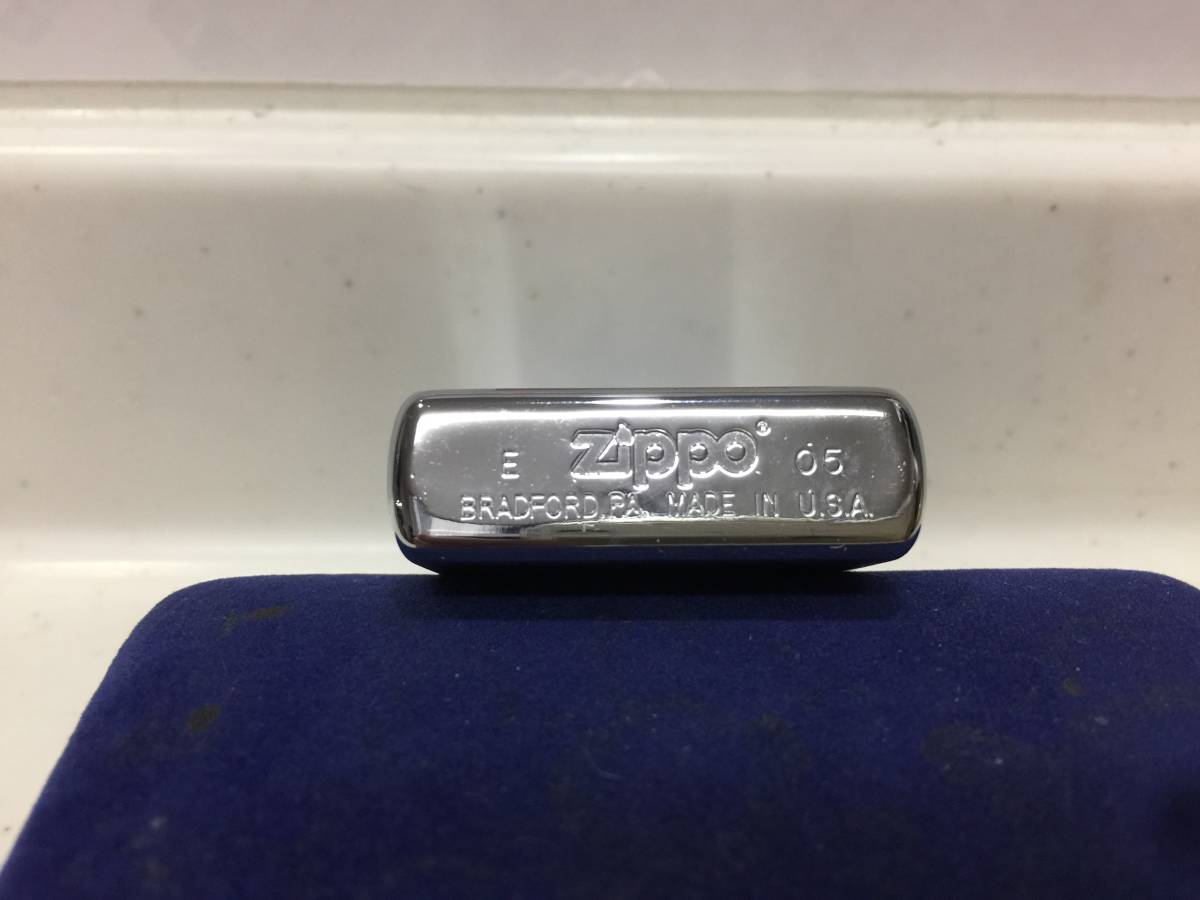 E zippo® 05
BRADFORD, PA. MADE IN U.S.A.